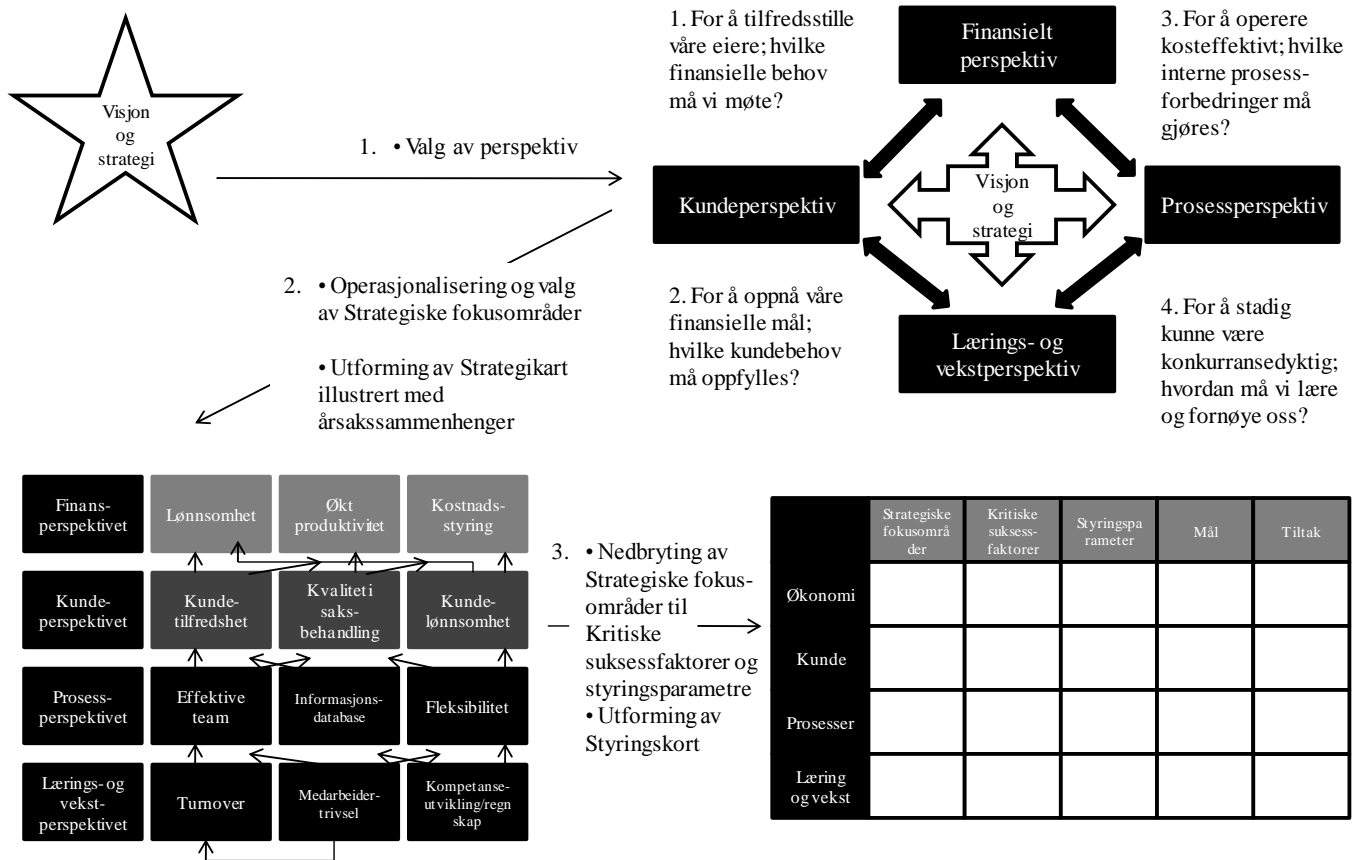 Visjon
og
strategi
1. • Valg av perspektiv
1. For å tilfredsstille
våre eiere; hvilke
finansielle behov
må vi møte?
Finansielt
perspektiv
3. For å operere
kosteffektivt; hvilke
interne prosess-
forbedringer må
gjøres?
Kundeperspektiv
Visjon
og
strategi
Prosessperspektiv
2. For å oppnå våre
finansielle mål;
hvilke kundebehov
må oppfylles?
Lærings- og
vekstperspektiv
4. For å stadig
kunne være
konkurransedyktig;
hvordan må vi lære
og fornøye oss?
2. • Operasjonalisering og valg
av Strategiske fokusområder
• Utforming av Strategikart
illustrert med
årsakssammenhenger
Finans-
perspektivet
Lønnsomhet
Økt
produktivitet
Kostnads-
styring
Kunde-
perspektivet
Kunde-
tilfredshet
Kvalitet i
saks-
behandling
Kunde-
lønnsomhet
Prosess-
perspektivet
Effektive
team
Informasjons-
database
Fleksibilitet
Lærings- og
vekst-
perspektivet
Turnover
Medarbeider-
trivsel
Kompetanse-
utvikling/regn
skap
3. • Nedbryting av
Strategiske fokus-
områder til
Kritiske
suksessfaktorer og
styringsparametre
• Utforming av
Styringskort
Strategiske
fokusområ
der
Kritiske
suksess-
faktorer
Styringspa
rameter
Mål
Tiltak
Økonomi
Kunde
Prosesser
Læring
og vekst